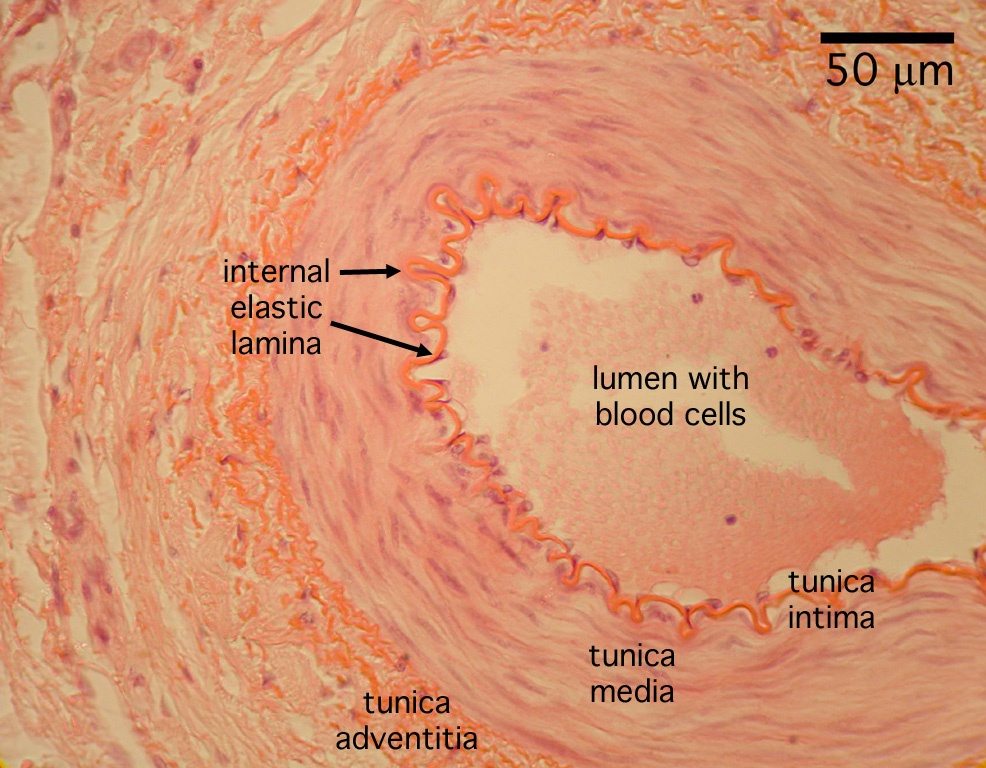 50 μm
internal
elastic
lamina
lumen with
blood cells
tunica
intima
tunica
media
tunica
adventitia